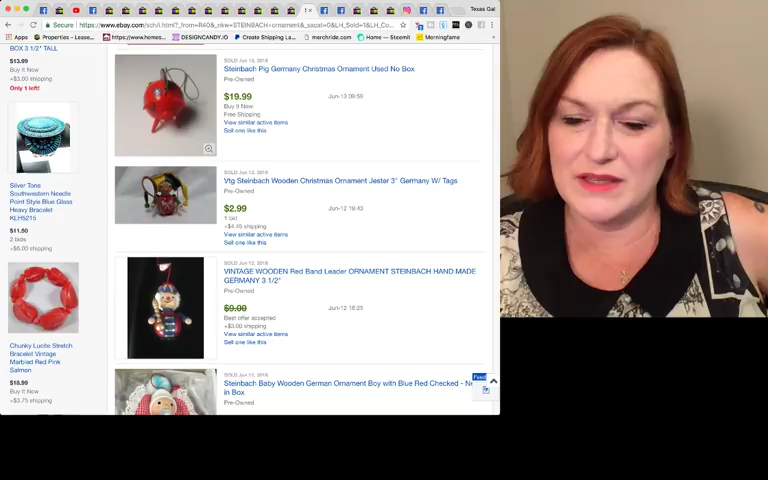 Texas Gal
Secure https://www.ebay.com/sch/i.html?_from=R40&_nkw=STEINBACH+ornament&_sacat=0&LH_Sold=1&LH_Co...
Apps Properties - Lease... https://www.homes... DESIGNCANDY.IO Create Shipping La... merchride.com Home — Steemit Morningfame
BOX 3 1/2" TALL
$13.99
Buy It Now
+$3.00 shipping
Only 1 left!
Silver Tone
Southwestern Needle
Point Style Blue Glass
Heavy Bracelet
KLH5215
$11.50
2 bids
+$6.00 shipping
Chunky Lucite Stretch
Bracelet Vintage
Marbled Red Pink
Salmon
$18.99
Buy It Now
+$3.75 shipping
SOLD Jun 13, 2018
Steinbach Pig Germany Christmas Ornament Used No Box
Pre-Owned
$19.99 Jun-13 09:59
Buy It Now
Free Shipping
View similar active items
Sell one like this
SOLD Jun 12, 2018
Vtg Steinbach Wooden Christmas Ornament Jester 3" Germany W/ Tags
Pre-Owned
$2.99 Jun-12 19:43
1 bid
View similar active items
Sell one like this
SOLD Jun 12, 2018
VINTAGE WOODEN Red Band Leader ORNAMENT STEINBACH HAND MADE
GERMANY 3 1/2"
Pre-Owned
$9.00 Jun-12 18:25
Best offer accepted
+$3.00 shipping
View similar active items
Sell one like this
Steinbach Baby Wooden German Ornament Boy with Blue Red Checked - Ne
in Box
Pre-Owned